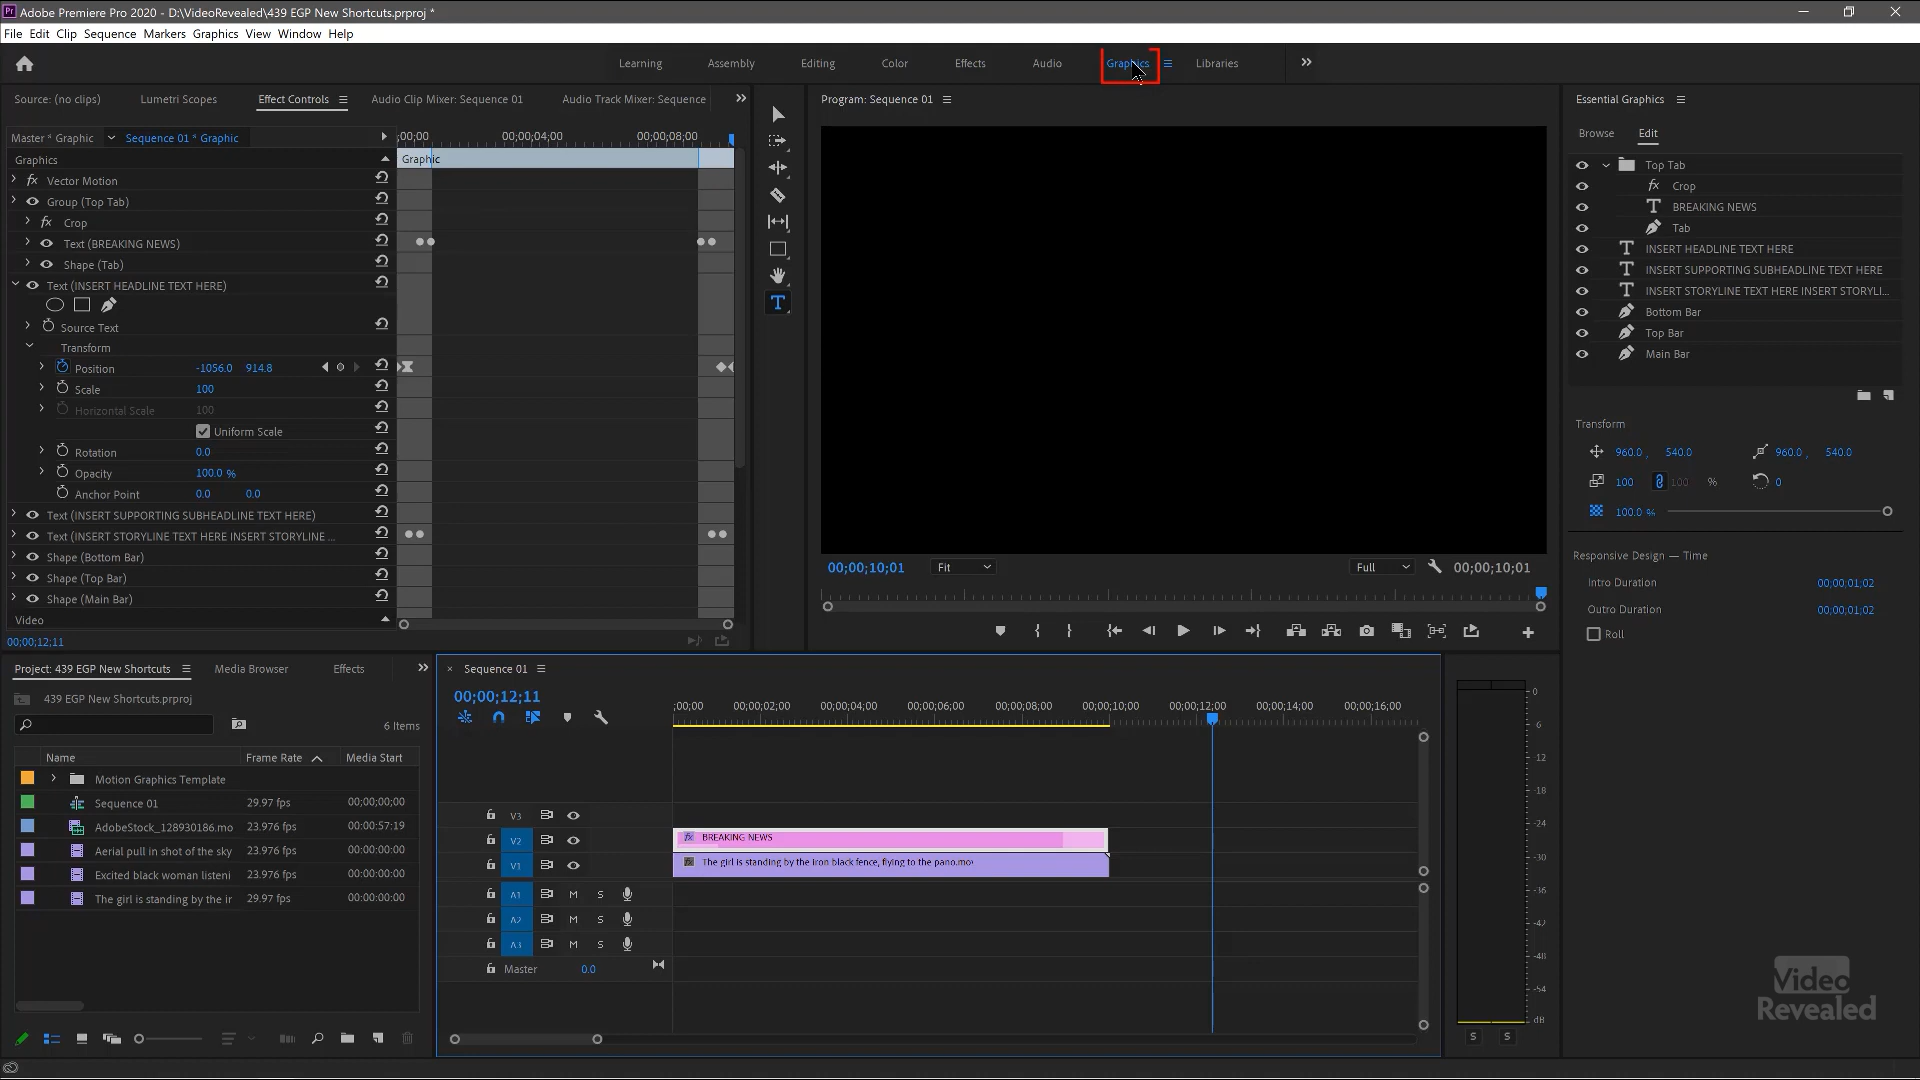 Adobe Premiere Pro 2020 - D:\VideoRevealed\439 EGP New Shortcuts.prproj *
File Edit Clip Sequence Markers Graphics View Window Help
Learning Assembly Editing Color Effects Audio Graphics Libraries
Source: (no clips) Lumetri Scopes Effect Controls Audio Clip Mixer: Sequence 01 Audio Track Mixer: Sequence
Master * Graphic Sequence 01 * Graphic
:00;00 00;00;04;00 00;00;08;00
Graphics
Graphic
Vector Motion
Group (Top Tab)
Crop
Text (BREAKING NEWS)
Shape (Tab)
Text (INSERT HEADLINE TEXT HERE)
Source Text
Transform
Position -1056.0 914.8
Scale 100
Horizontal Scale 100
Uniform Scale
Rotation 0.0
Opacity 100.0 %
Anchor Point 0.0 0.0
Text (INSERT SUPPORTING SUBHEADLINE TEXT HERE)
Text (INSERT STORYLINE TEXT HERE INSERT STORYLINE ...
Shape (Bottom Bar)
Shape (Top Bar)
Shape (Main Bar)
Video
00;00;12;11
Program: Sequence 01
00;00;10;01 Fit Full 00;00;10;01
Essential Graphics
Browse Edit
Top Tab
Crop
BREAKING NEWS
Tab
INSERT HEADLINE TEXT HERE
INSERT SUPPORTING SUBHEADLINE TEXT HERE
INSERT STORYLINE TEXT HERE INSERT STORYLI...
Bottom Bar
Top Bar
Main Bar
Transform
960.0 , 540.0 960.0 , 540.0
100 100 % 0
100.0 %
Responsive Design — Time
Intro Duration 00;00;01;02
Outro Duration 00;00;01;02
Roll
Project: 439 EGP New Shortcuts Media Browser Effects
439 EGP New Shortcuts.prproj
6 Items
Name Frame Rate Media Start
Motion Graphics Template
Sequence 01 29.97 fps 00;00;00;00
AdobeStock_128930186.mo 23.976 fps 00:00:57:19
Aerial pull in shot of the sky 23.976 fps 00:00:00:00
Excited black woman listeni 23.976 fps 00:00:00:00
The girl is standing by the ir 29.97 fps 00:00:00:00
Sequence 01
00;00;12;11
;00;00 00;00;02;00 00;00;04;00 00;00;06;00 00;00;08;00 00;00;10;00 00;00;12;00 00;00;14;00 00;00;16;00
V3
V2 fx BREAKING NEWS
V1 fx The girl is standing by the iron black fence, flying to the pano.mov
A1 M S
A2 M S
A3 M S
Master 0.0
0
-6
-12
-18
-24
-30
-36
-42
-48
-54
dB
S S
Video
Revealed